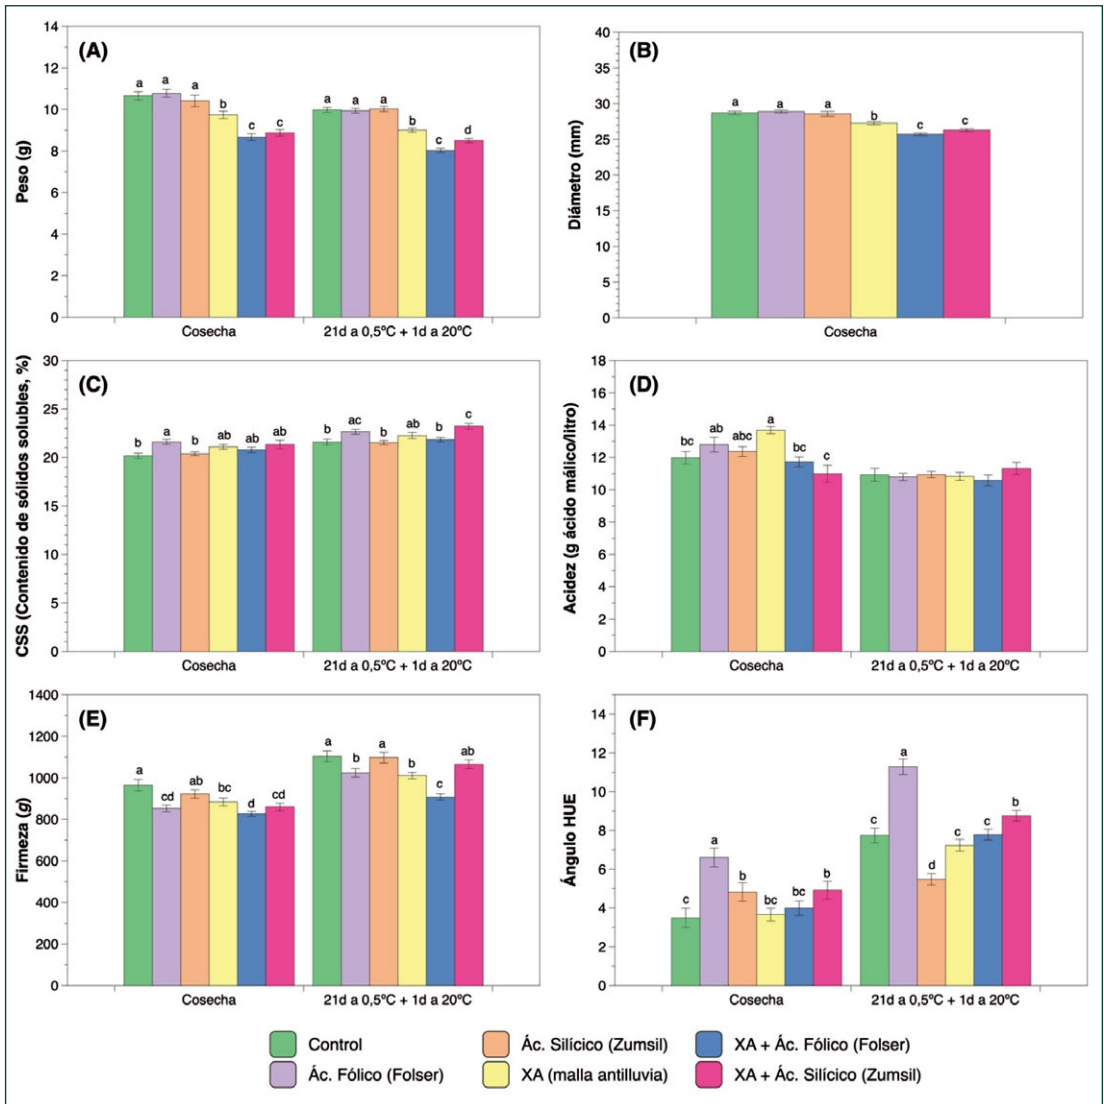 (A)
Peso (g)
14
12
10
8
6
4
2
0
a a a b c c
a a a b c d
Cosecha 21d a 0,5ºC + 1d a 20ºC
(B)
Diámetro (mm)
40
35
30
25
20
15
10
5
0
a a a b c c
Cosecha
(C)
CSS (Contenido de sólidos solubles, %)
30
25
20
15
10
5
0
b a b ab ab ab
b ac b ab b c
Cosecha 21d a 0,5ºC + 1d a 20ºC
(D)
Acidez (g ácido málico/litro)
18
16
14
12
10
8
6
4
2
0
bc ab abc a bc c
Cosecha 21d a 0,5ºC + 1d a 20ºC
(E)
Firmeza (g)
1400
1200
1000
800
600
400
200
0
a cd ab bc d cd
a b a b c ab
Cosecha 21d a 0,5ºC + 1d a 20ºC
(F)
Ángulo HUE
14
12
10
8
6
4
2
0
c a b bc bc b
c a d c c b
Cosecha 21d a 0,5ºC + 1d a 20ºC
Control
Ác. Fólico (Folser)
Ác. Silícico (Zumsil)
XA (malla antilluvia)
XA + Ác. Fólico (Folser)
XA + Ác. Silícico (Zumsil)